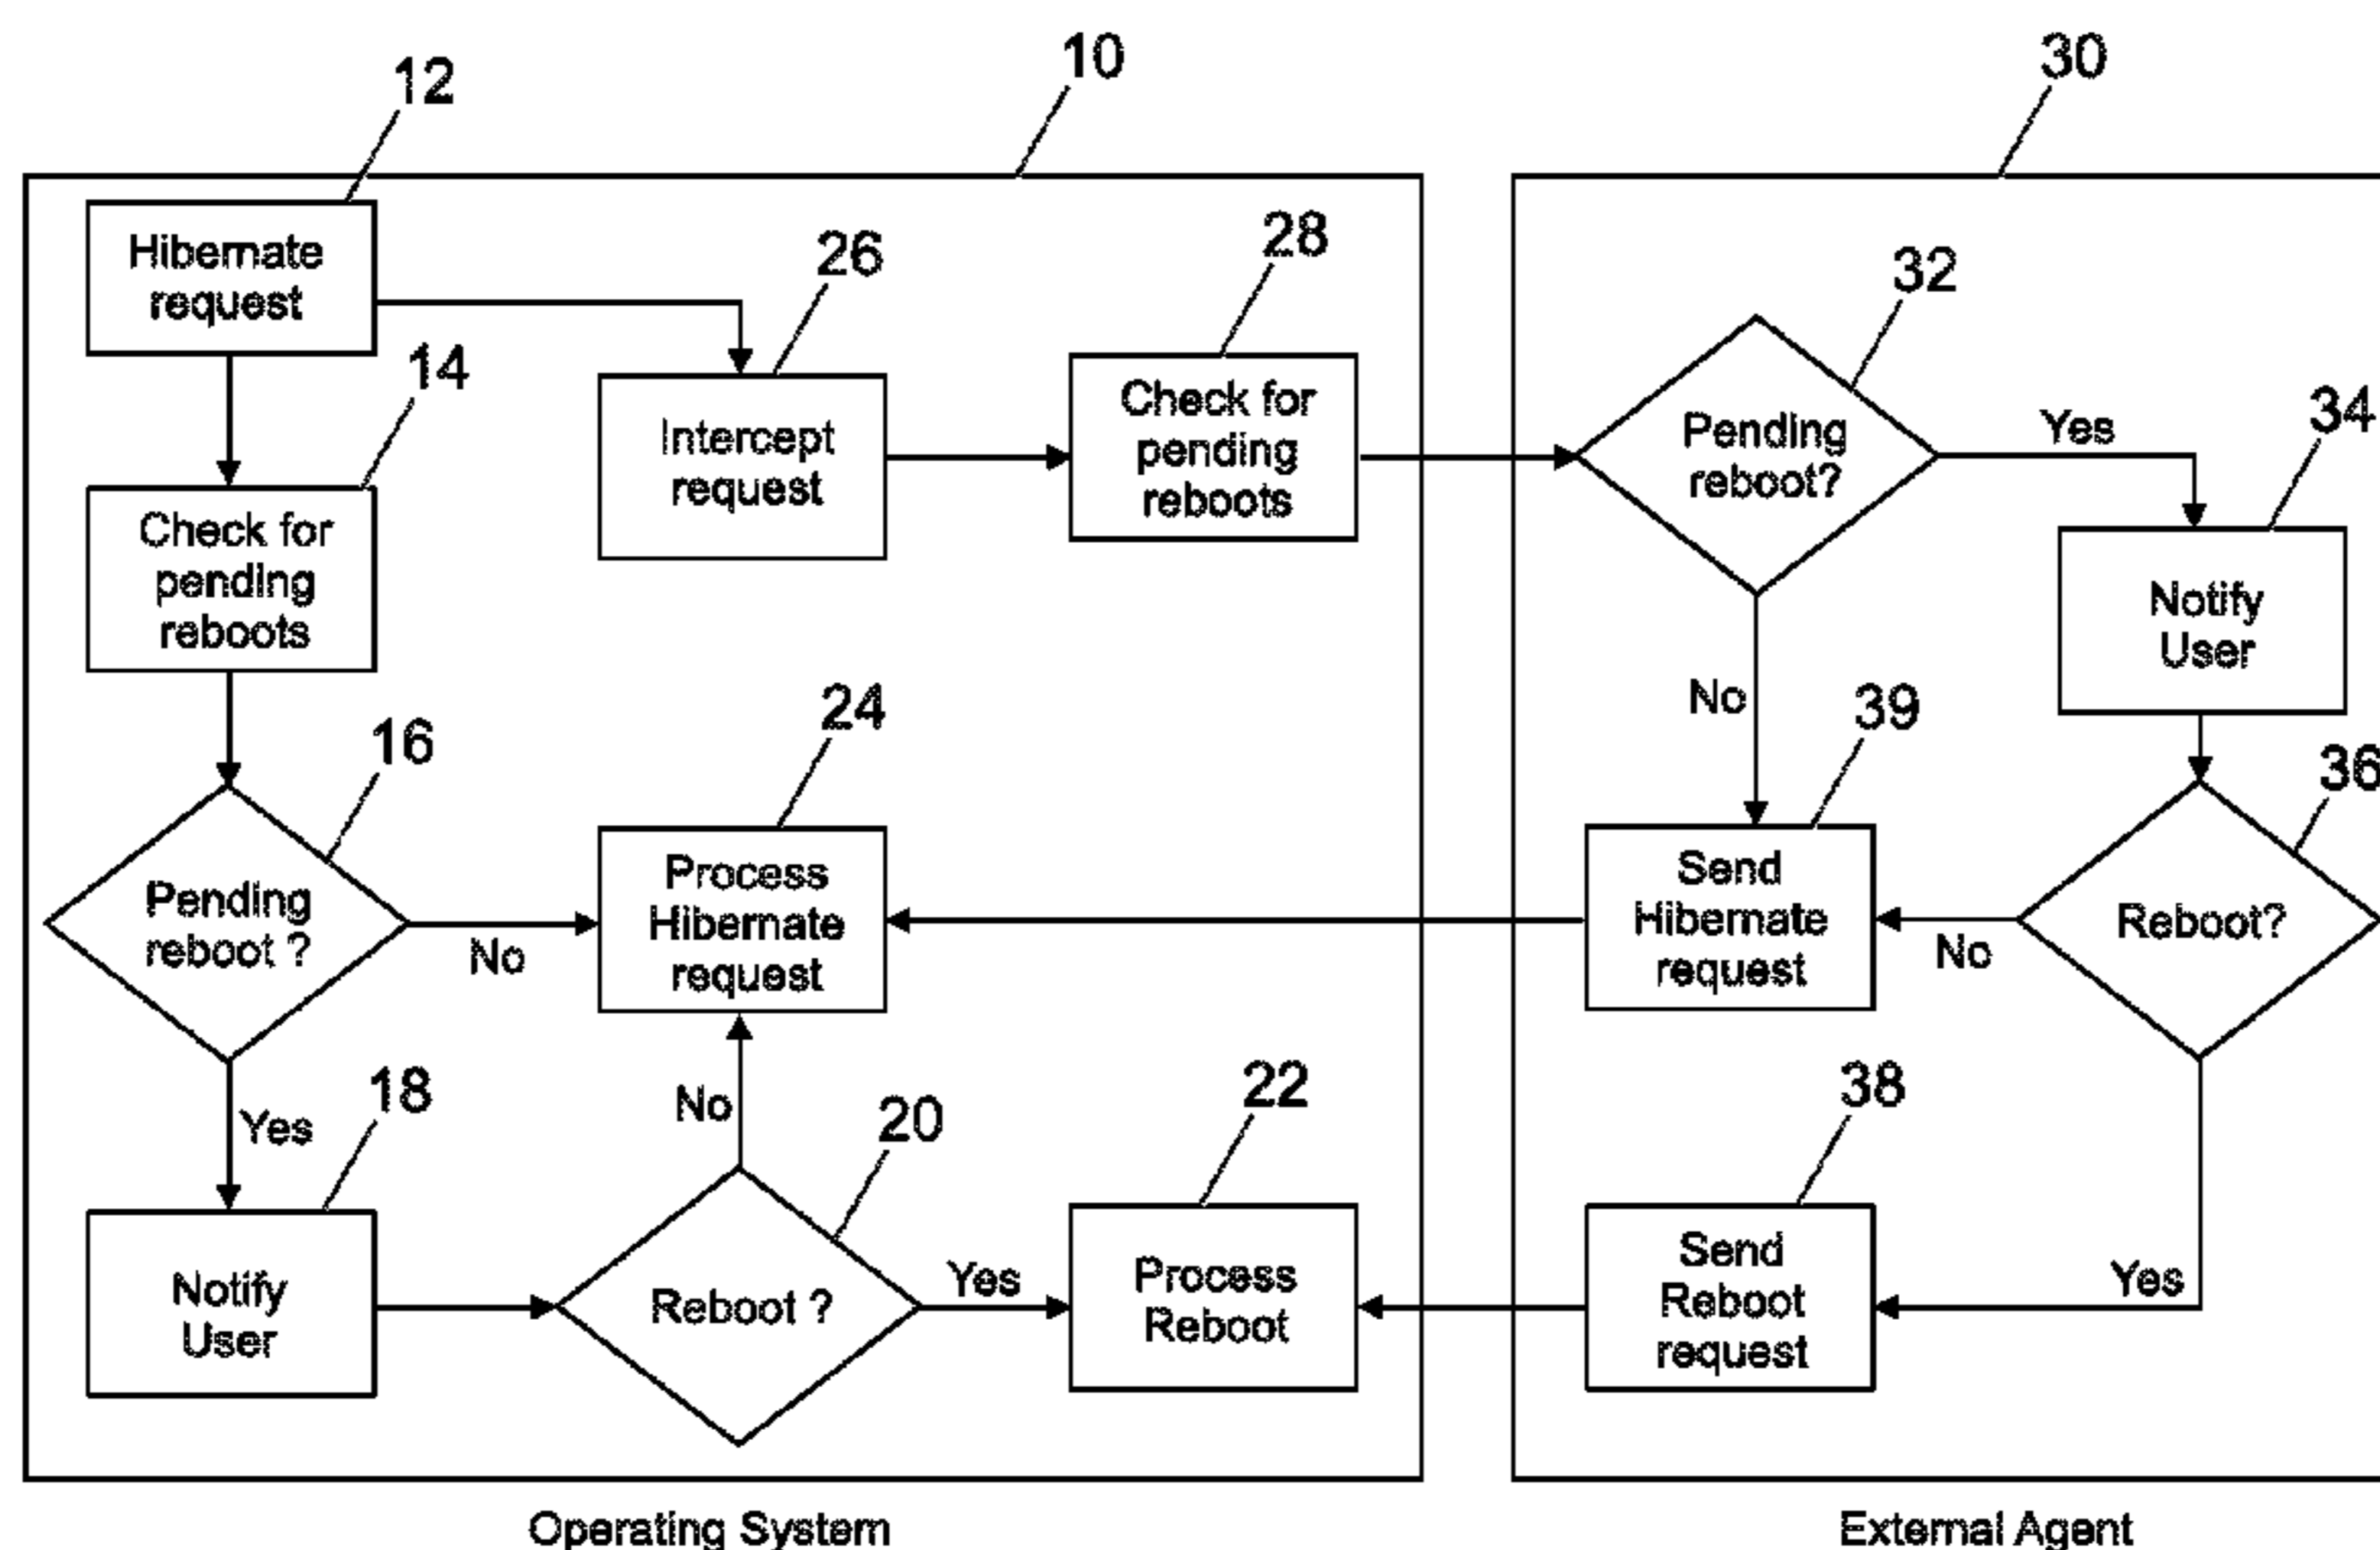 10
30
12
Hibernate
request
26
28
32
14
Intercept
request
Check for
pending
reboots
Pending
reboot?
Yes
34
Check for
pending
reboots
Notify
User
No
39
36
16
24
Pending
reboot ?
No
Process
Hibernate
request
Send
Hibernate
request
No
Reboot?
Yes
18
No
20
22
38
Notify
User
Reboot ?
Yes
Process
Reboot
Send
Reboot
request
Yes
Operating System
External Agent